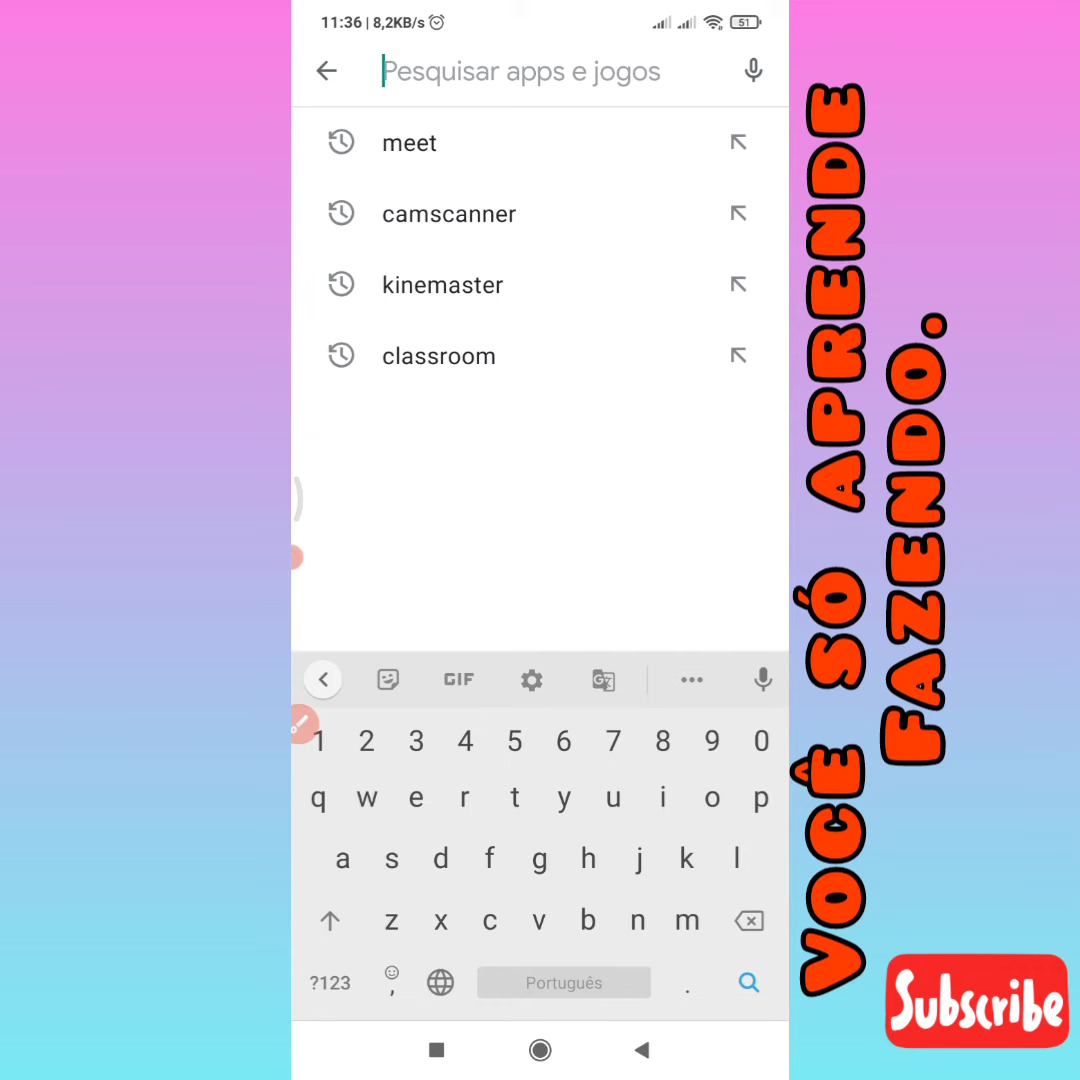 11:36 | 8,2KB/s
51
Pesquisar apps e jogos
meet
camscanner
kinemaster
classroom
GIF
1 2 3 4 5 6 7 8 9 0
q w e r t y u i o p
a s d f g h j k l
z x c v b n m
?123 , Português .
VOCÊ SÓ APRENDE
FAZENDO.
Subscribe